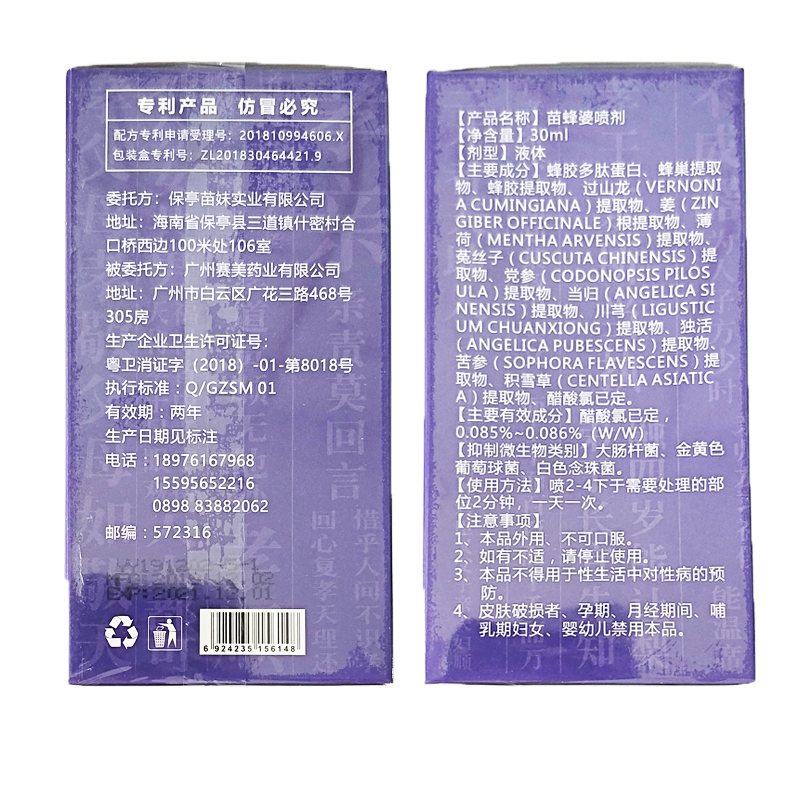 专利产品 仿冒必究
配方专利申请受理号：201810994606.X
包装盒专利号：ZL201830464421.9
委托方：保亭苗妹实业有限公司
地址：海南省保亭县三道镇什密村合
口桥西边100米处106室
被委托方：广州赛美药业有限公司
地址：广州市白云区广花三路468号
305房
生产企业卫生许可证号：
粤卫消证字（2018）-01-第8018号
执行标准：Q/GZSM 01
有效期：两年
生产日期见标注
电话：18976167968
15595652216
0898 83882062
邮编：572316
EXP:2021.12.01
6 924235 156148
【产品名称】苗蜂婆喷剂
【净含量】30ml
【剂型】液体
【主要成分】蜂胶多肽蛋白、蜂巢提取
物、蜂胶提取物、过山龙（VERNONI
A CUMINGIANA）提取物、姜（ZIN
GIBER OFFICINALE）根提取物、薄
荷（MENTHA ARVENSIS）提取物、
菟丝子（CUSCUTA CHINENSIS）提
取物、党参（CODONOPSIS PILOS
ULA）提取物、当归（ANGELICA SI
NENSIS）提取物、川芎（LIGUSTIC
UM CHUANXIONG）提取物、独活
（ANGELICA PUBESCENS）提取物、
苦参（SOPHORA FLAVESCENS）提
取物、积雪草（CENTELLA ASIATIC
A）提取物、醋酸氯已定。
【主要有效成分】醋酸氯已定，
0.085%~0.086%（W/W）
【抑制微生物类别】大肠杆菌、金黄色
葡萄球菌、白色念珠菌。
【使用方法】喷2-4下于需要处理的部
位2分钟，一天一次。
【注意事项】
1、本品外用、不可口服。
2、如有不适，请停止使用。
3、本品不得用于性生活中对性病的预
防。
4、皮肤破损者、孕期、月经期间、哺
乳期妇女、婴幼儿禁用本品。